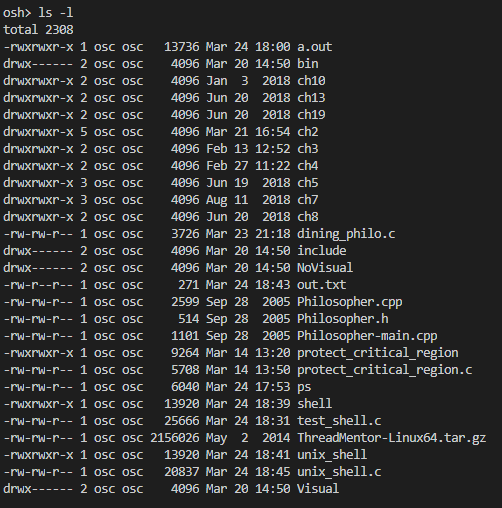 osh> ls -l
total 2308
-rwxrwxr-x 1 osc osc   13736 Mar 24 18:00 a.out
drwx------ 2 osc osc    4096 Mar 20 14:50 bin
drwxrwxr-x 2 osc osc    4096 Jan  3  2018 ch10
drwxrwxr-x 2 osc osc    4096 Jun 20  2018 ch13
drwxrwxr-x 2 osc osc    4096 Jun 20  2018 ch19
drwxrwxr-x 5 osc osc    4096 Mar 21 16:54 ch2
drwxrwxr-x 2 osc osc    4096 Feb 13 12:52 ch3
drwxrwxr-x 2 osc osc    4096 Feb 27 11:22 ch4
drwxrwxr-x 3 osc osc    4096 Jun 19  2018 ch5
drwxrwxr-x 3 osc osc    4096 Aug 11  2018 ch7
drwxrwxr-x 2 osc osc    4096 Jun 20  2018 ch8
-rw-rw-r-- 1 osc osc    3726 Mar 23 21:18 dining_philo.c
drwx------ 2 osc osc    4096 Mar 20 14:50 include
drwx------ 2 osc osc    4096 Mar 20 14:50 NoVisual
-rw-r--r-- 1 osc osc     271 Mar 24 18:43 out.txt
-rw-rw-r-- 1 osc osc    2599 Sep 28  2005 Philosopher.cpp
-rw-rw-r-- 1 osc osc     514 Sep 28  2005 Philosopher.h
-rw-rw-r-- 1 osc osc    1101 Sep 28  2005 Philosopher-main.cpp
-rwxrwxr-x 1 osc osc    9264 Mar 14 13:20 protect_critical_region
-rw-rw-r-- 1 osc osc    5708 Mar 14 13:50 protect_critical_region.c
-rw-rw-r-- 1 osc osc    6040 Mar 24 17:53 ps
-rwxrwxr-x 1 osc osc   13920 Mar 24 18:39 shell
-rw-rw-r-- 1 osc osc   25666 Mar 24 18:31 test_shell.c
-rw-rw-r-- 1 osc osc 2156026 May  2  2014 ThreadMentor-Linux64.tar.gz
-rwxrwxr-x 1 osc osc   13920 Mar 24 18:41 unix_shell
-rw-rw-r-- 1 osc osc   20837 Mar 24 18:45 unix_shell.c
drwx------ 2 osc osc    4096 Mar 20 14:50 Visual